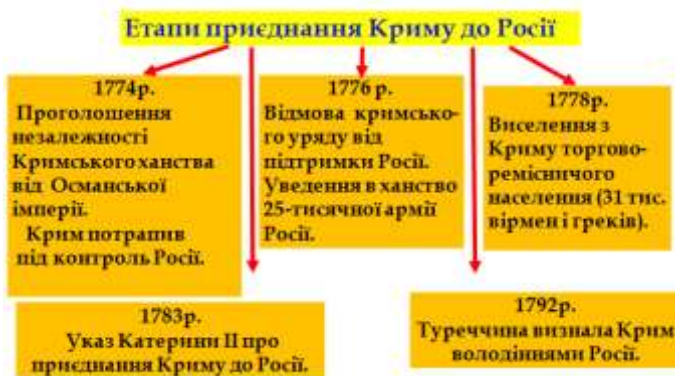 Етапи приєднання Криму до Росії
1774р.
Проголошення
незалежності
Кримського ханства
від Османської
імперії.
Крим потрапив
під контроль Росії.
1776 р.
Відмова кримсько-
го уряду від
підтримки Росії.
Уведення в ханство
25-тисячної армії
Росії.
1778р.
Виселення з
Криму торгово-
ремісничого
населення (31 тис.
вірмен і греків).
1783р.
Указ Катерини ІІ про
приєднання Криму до Росії.
1792р.
Туреччина визнала Крим
володіннями Росії.